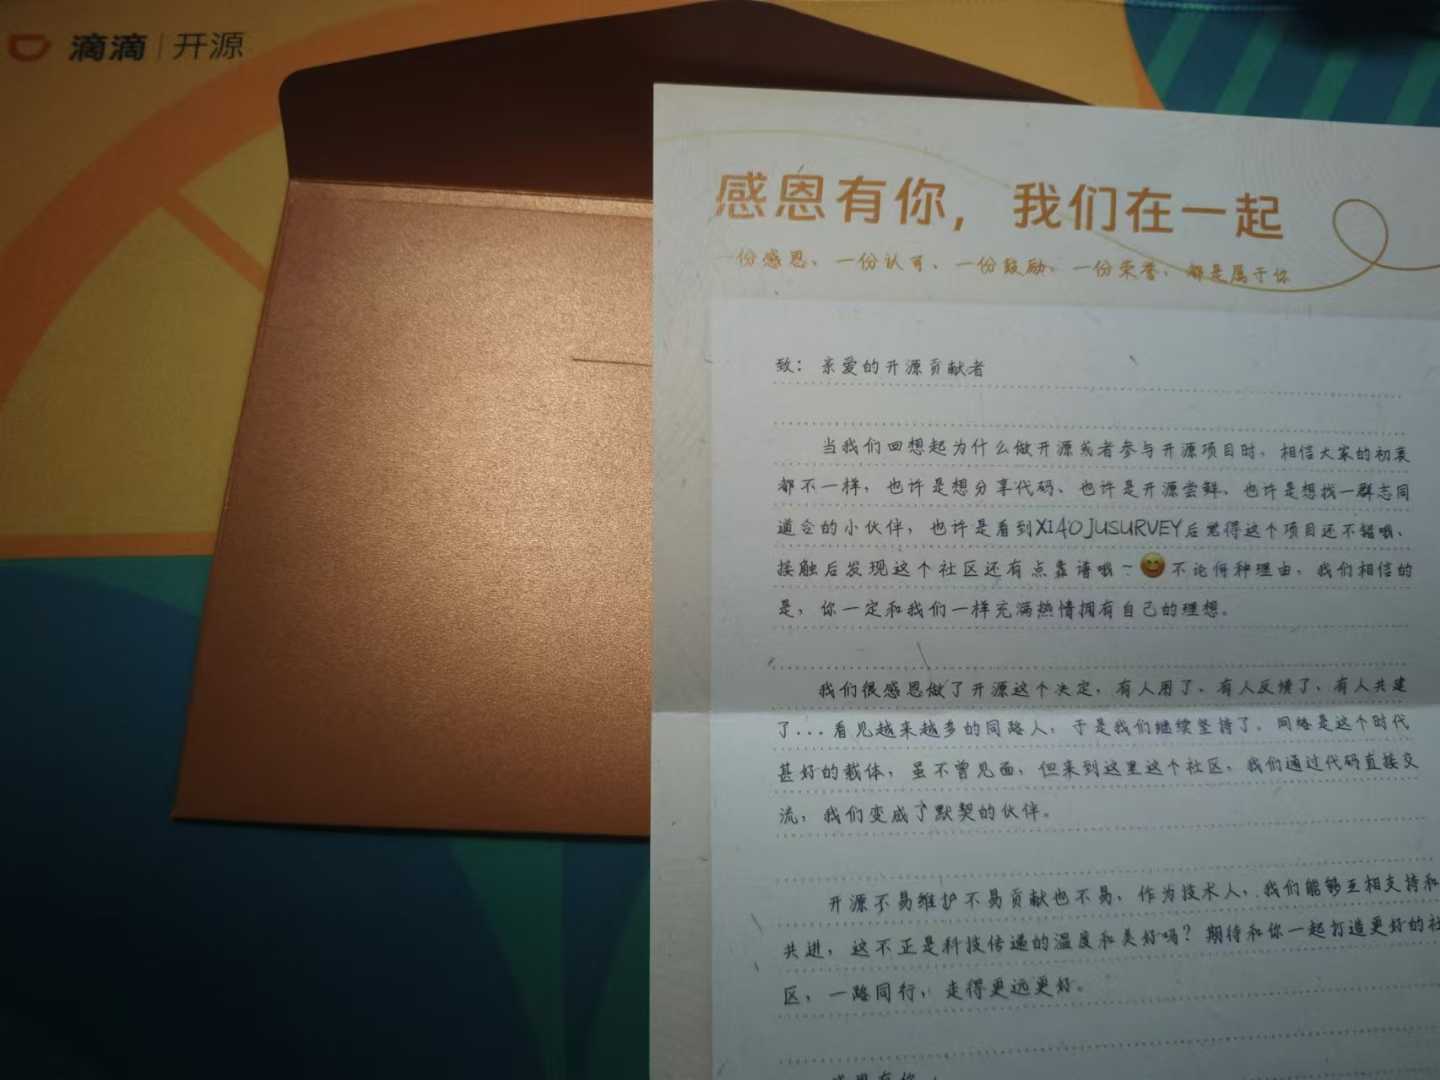 滴滴 | 开源
感恩有你，我们在一起
一份感恩、一份认可、一份鼓励、一份荣誉，都是属于你
致：亲爱的开源贡献者
当我们回想起为什么做开源或者参与开源项目时，相信大家的初衷
都不一样，也许是想分享代码、也许是开源尝鲜、也许是想找一群志同
道合的小伙伴，也许是看到XIAOJUSURVEY后觉得这个项目还不错哦、
接触后发现这个社区还有点靠谱哦~😊不论何种理由，我们相信的
是，你一定和我们一样充满热情拥有自己的理想。
我们很感恩做了开源这个决定，有人用了、有人反馈了、有人共建
了...看见越来越多的同路人，于是我们继续坚持了。网络是这个时代
甚好的载体，虽不曾见面，但来到这里这个社区，我们通过代码直接交
流，我们变成了默契的伙伴。
开源不易维护不易贡献也不易，作为技术人，我们能够互相支持和
共进，这不正是科技传递的温度和美好吗？期待和你一起打造更好的社
区，一路同行，走得更远更好。
感恩有你，